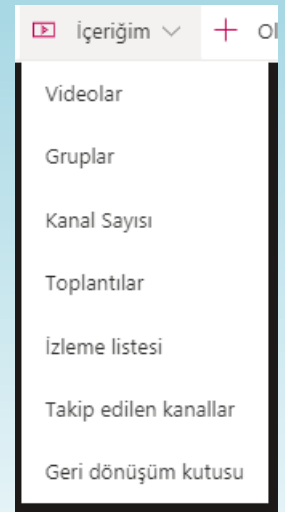 İçeriğim
Videolar
Gruplar
Kanal Sayısı
Toplantılar
İzleme listesi
Takip edilen kanallar
Geri dönüşüm kutusu